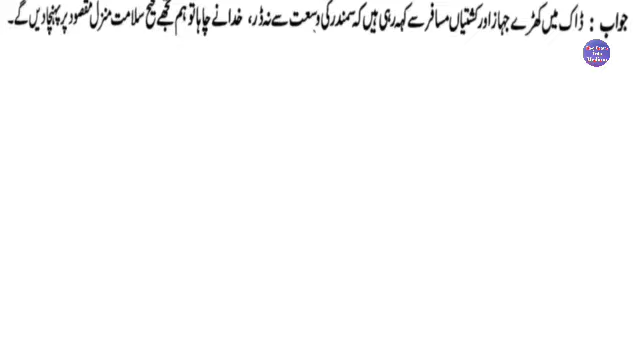 جواب : ڈاک میں کھڑے جہاز اور کشتیاں مسافر سے کہہ رہی ہیں کہ سمندر کی وسعت سے نہ ڈر، خدا نے چاہا تو ہم تجھے صحیح سلامت منزل مقصود پر پہنچا دیں گے۔